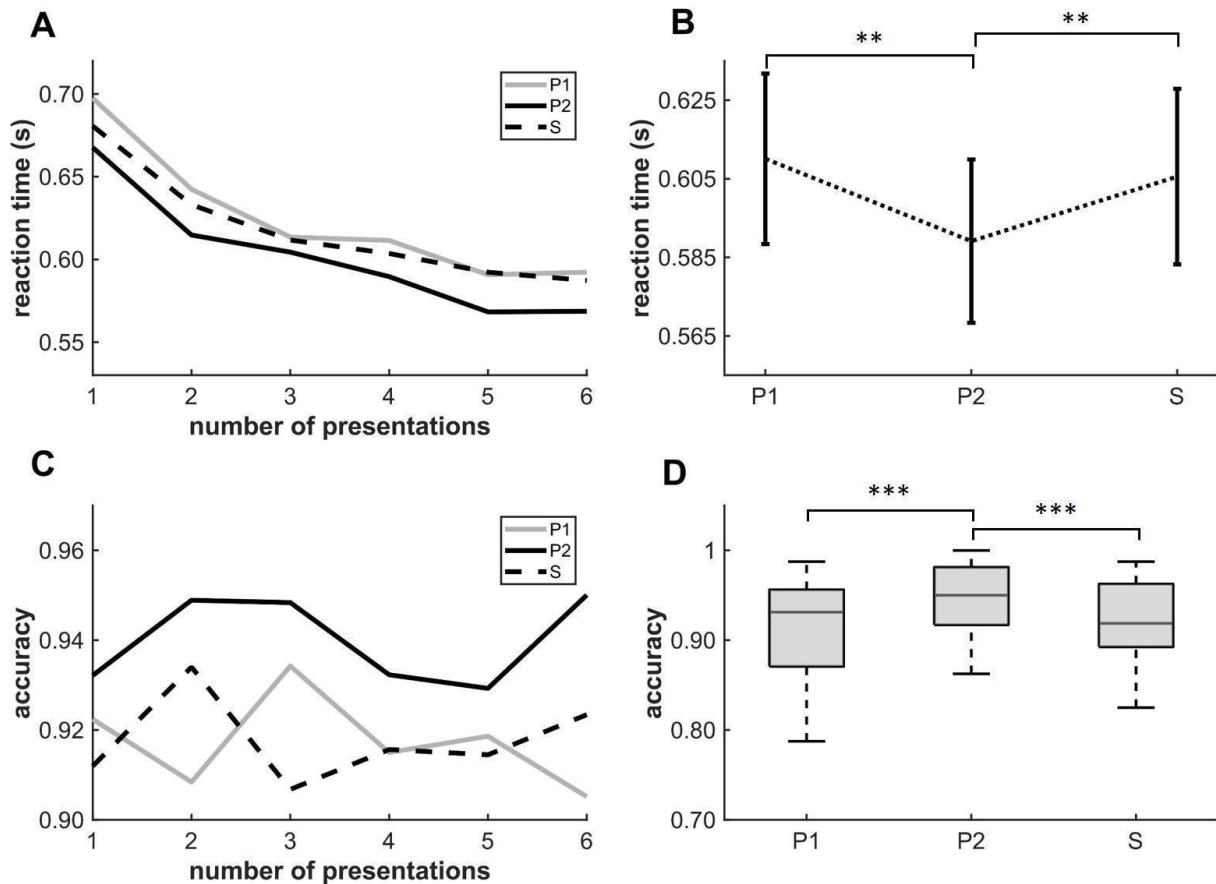 A
reaction time (s)
0.70
0.65
0.60
0.55
P1
P2
S
1 2 3 4 5 6
number of presentations
B
** **
reaction time (s)
0.625
0.605
0.585
0.565
P1 P2 S
C
accuracy
0.96
0.94
0.92
0.90
P1
P2
S
1 2 3 4 5 6
number of presentations
D
*** ***
accuracy
1
0.90
0.80
0.70
P1 P2 S